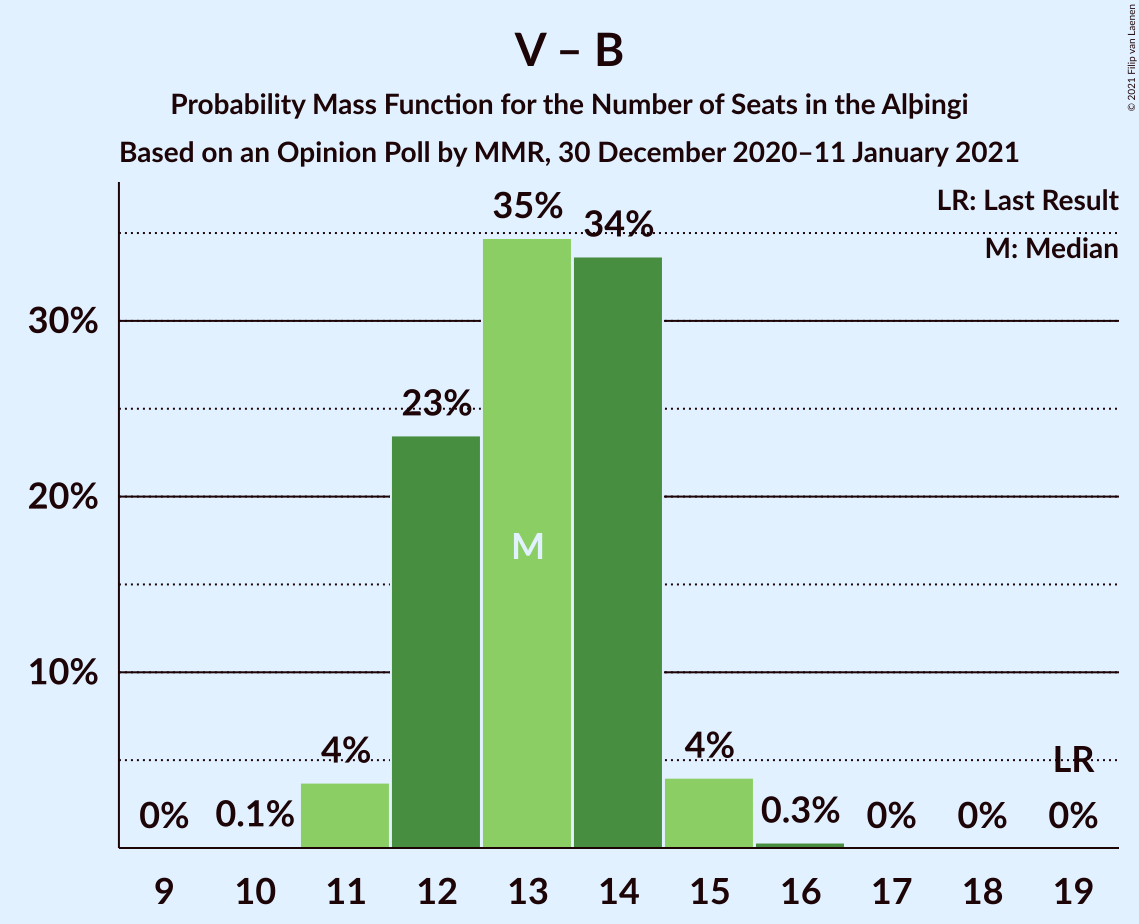 V – B
Probability Mass Function for the Number of Seats in the Alþingi
Based on an Opinion Poll by MMR, 30 December 2020–11 January 2021
© 2021 Filip van Laenen
LR: Last Result
M: Median
30%
20%
10%
0%
0.1%
4%
23%
35%
34%
4%
0.3%
0%
0%
0%
LR
M
9 10 11 12 13 14 15 16 17 18 19